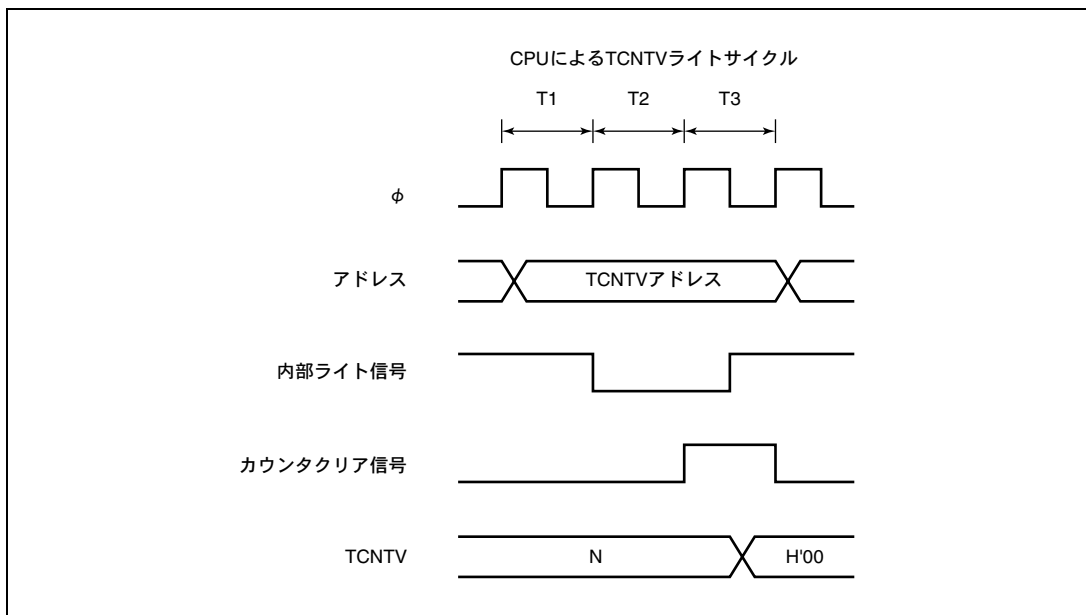 CPUによるTCNTVライトサイクル
T1 T2 T3
φ
アドレス TCNTVアドレス
内部ライト信号
カウンタクリア信号
TCNTV N H'00